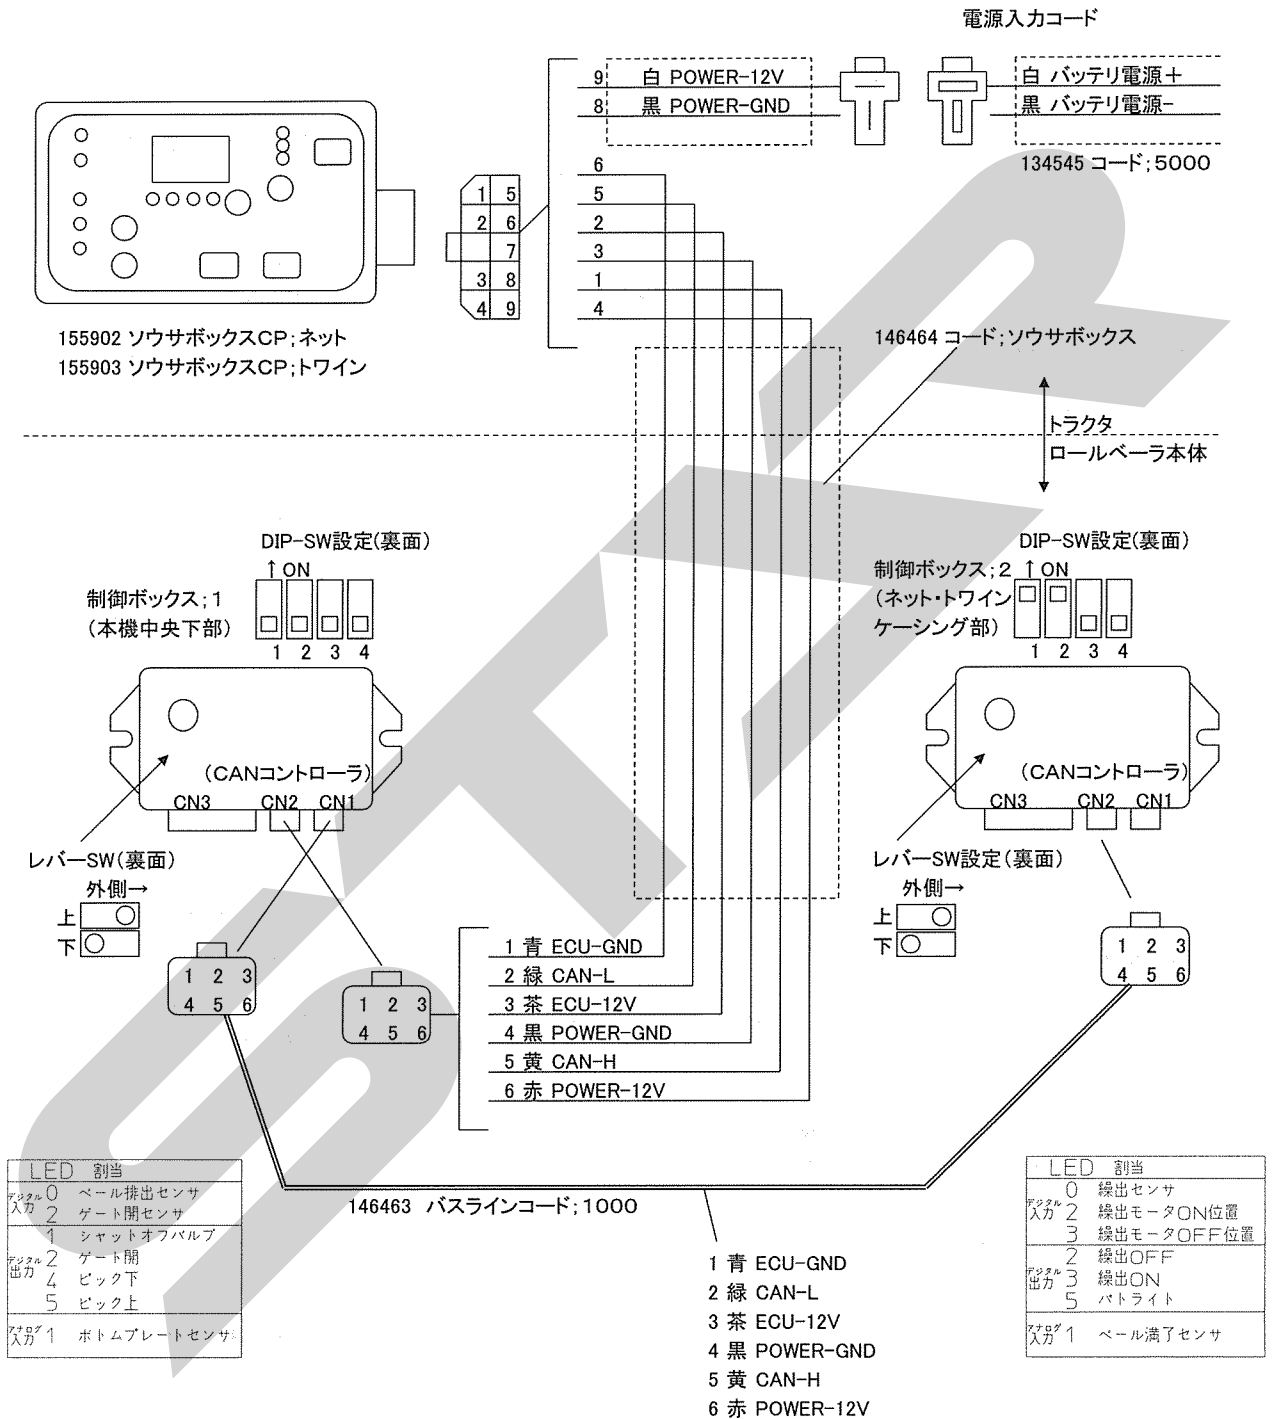 電源入力コード
9 白 POWER-12V
8 黒 POWER-GND
白 バッテリ電源+
黒 バッテリ電源-
134545 コード;5000
6
5
2
3
1
4
1 5
2 6
7
3 8
4 9
155902 ソウサボックスCP;ネット
155903 ソウサボックスCP;トワイン
146464 コード;ソウサボックス
トラクタ
ロールベーラ本体
DIP-SW設定(裏面)
↑ON
制御ボックス;1
(本機中央下部)
1 2 3 4
(CANコントローラ)
CN3 CN2 CN1
レバーSW(裏面)
外側→
上
下
DIP-SW設定(裏面)
制御ボックス;2 ↑ON
(ネット・トワイン
ケーシング部)
1 2 3 4
(CANコントローラ)
CN3 CN2 CN1
レバーSW設定(裏面)
外側→
上
下
1 2 3
4 5 6
1 2 3
4 5 6
1 2 3
4 5 6
1 青 ECU-GND
2 緑 CAN-L
3 茶 ECU-12V
4 黒 POWER-GND
5 黄 CAN-H
6 赤 POWER-12V
LED 割当
デジタル入力 0 ベール排出センサ
2 ゲート開センサ
1 シャットオフバルブ
デジタル出力 2 ゲート開
4 ピック下
5 ピック上
アナログ入力 1 ボトムプレートセンサ
146463 バスラインコード;1000
1 青 ECU-GND
2 緑 CAN-L
3 茶 ECU-12V
4 黒 POWER-GND
5 黄 CAN-H
6 赤 POWER-12V
LED 割当
0 繰出センサ
デジタル入力 2 繰出モータON位置
3 繰出モータOFF位置
2 繰出OFF
デジタル出力 3 繰出ON
5 パトライト
アナログ入力 1 ベール満了センサ
STAR